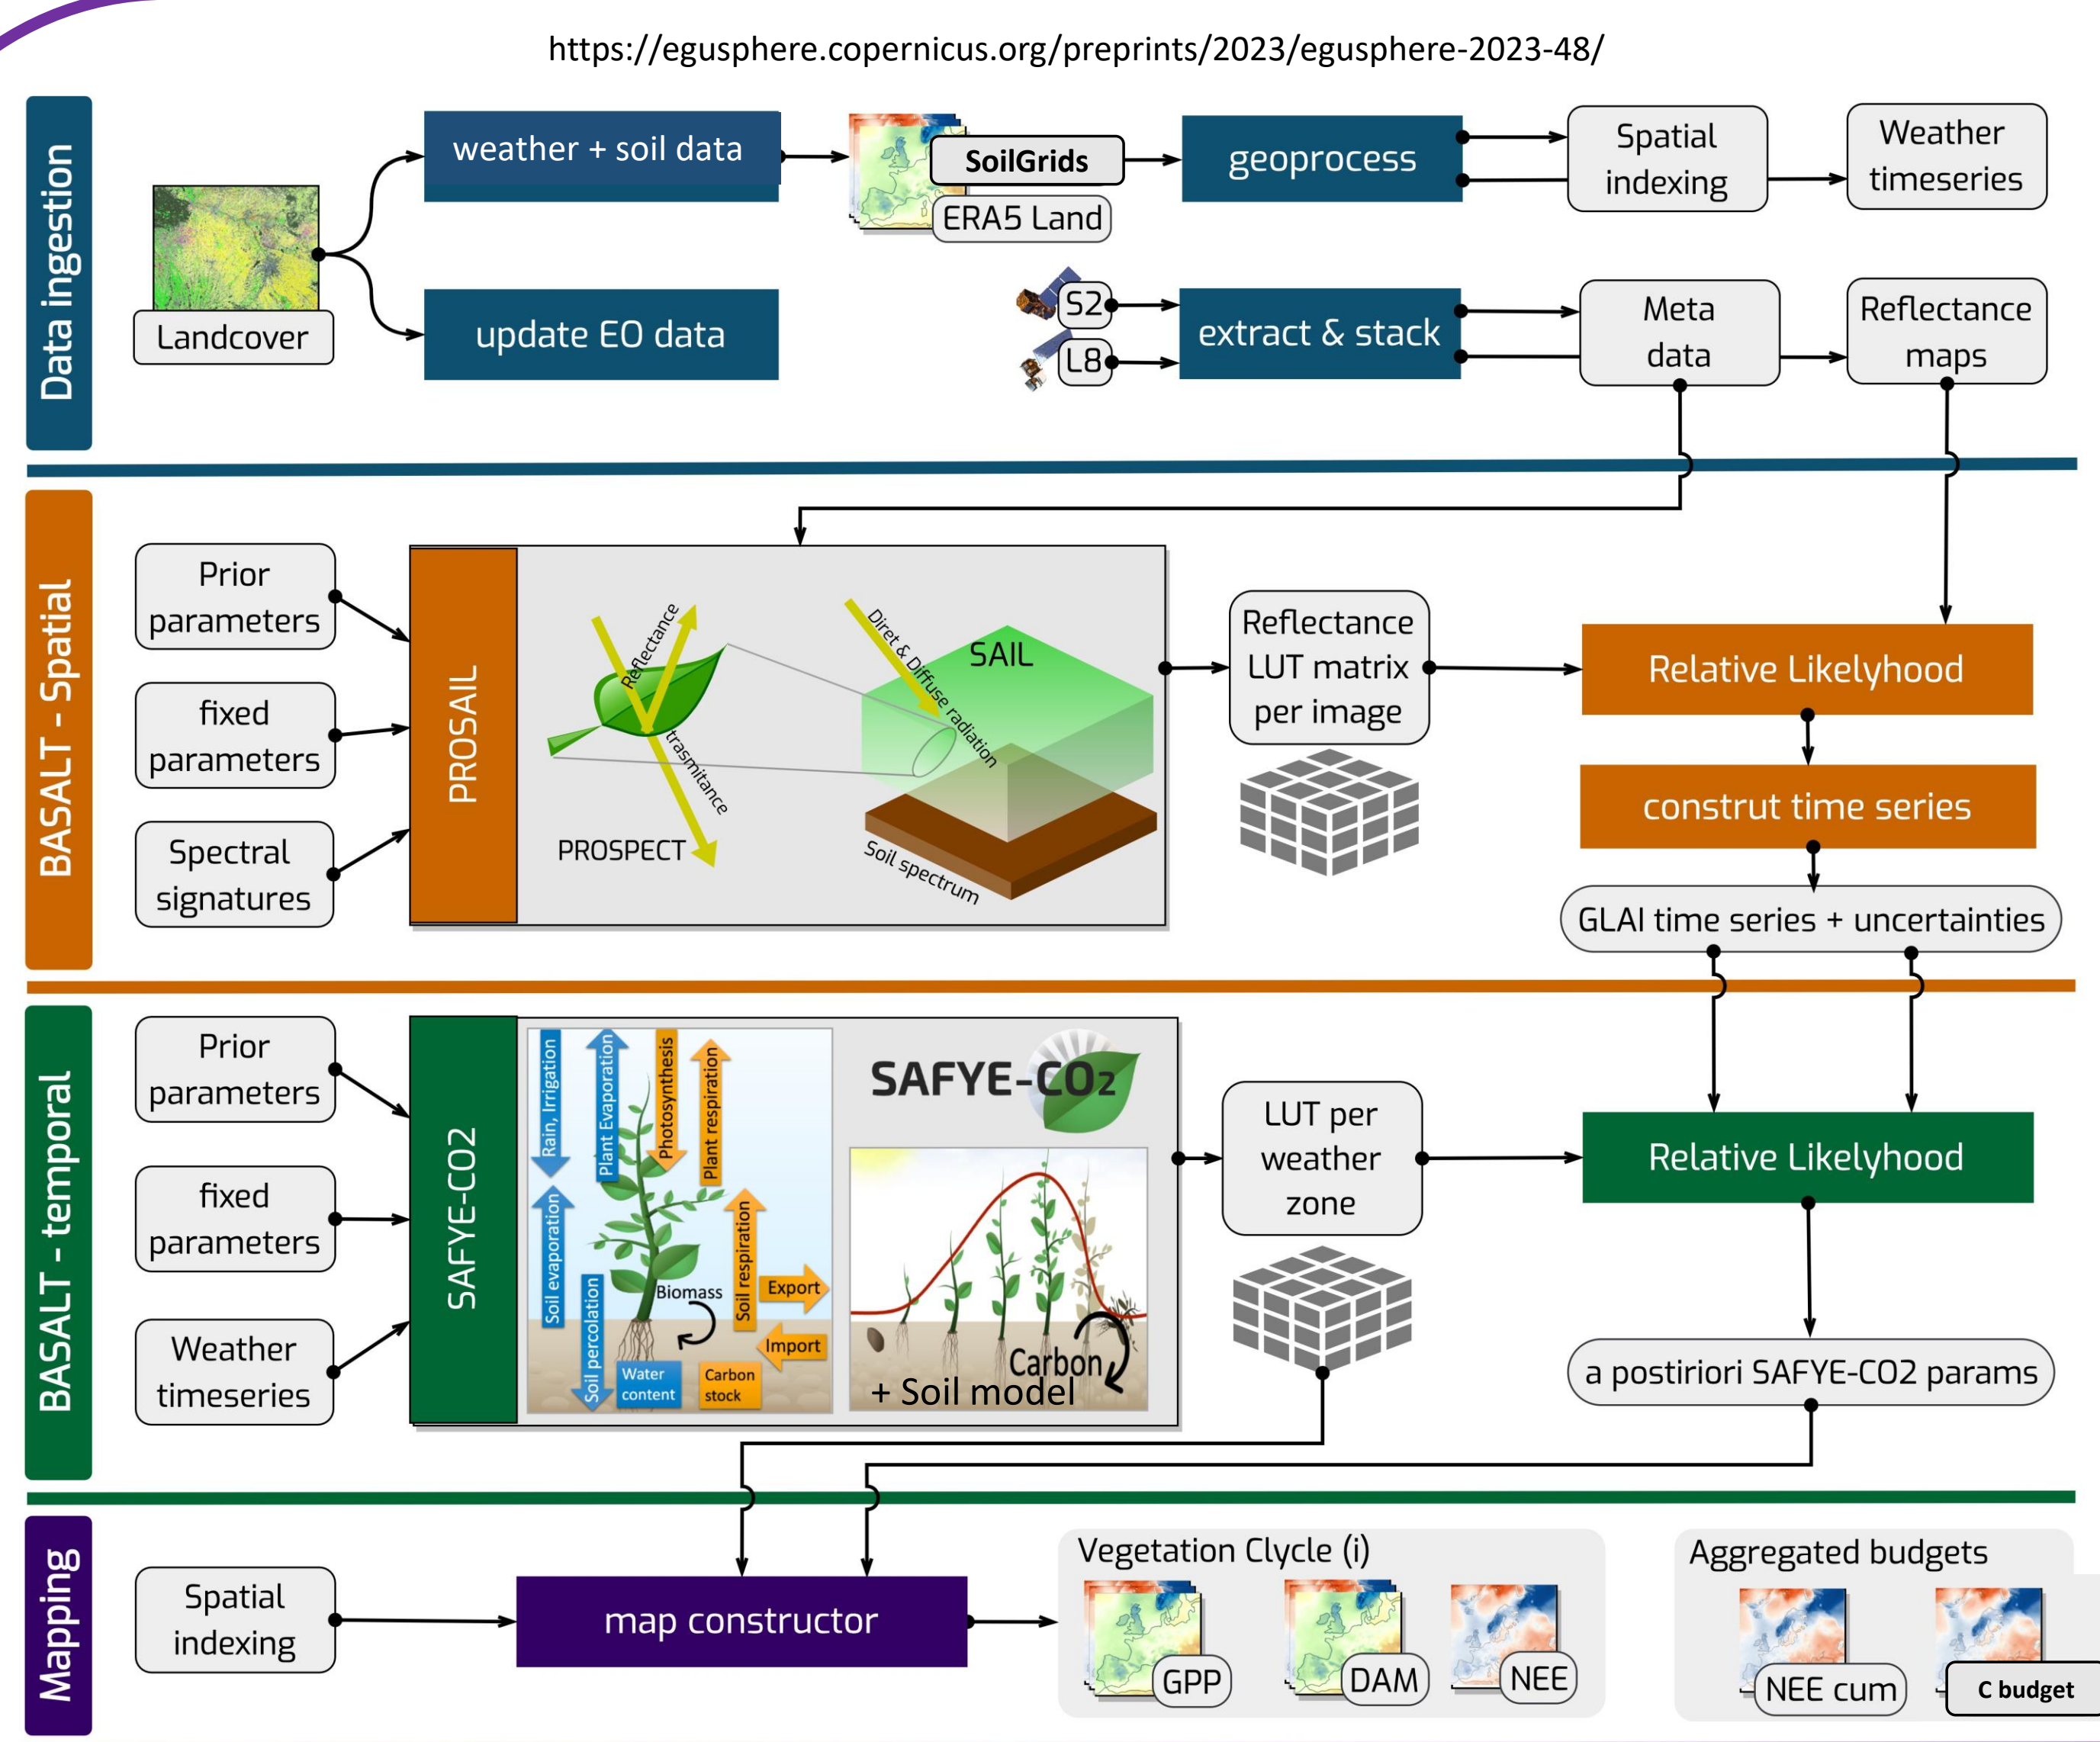 https://egusphere.copernicus.org/preprints/2023/egusphere-2023-48/
Data ingestion
Landcover
weather + soil data
update EO data
SoilGrids
ERA5 Land
geoprocess
Spatial
indexing
Weather
timeseries
S2
L8
extract & stack
Meta
data
Reflectance
maps
BASALT - Spatial
Prior
parameters
fixed
parameters
Spectral
signatures
PROSAIL
Reflectance
trasmitance
PROSPECT
Diret & Diffuse radiation
SAIL
Soil spectrum
Reflectance
LUT matrix
per image
Relative Likelyhood
construt time series
GLAI time series + uncertainties
BASALT - temporal
Prior
parameters
fixed
parameters
Weather
timeseries
SAFYE-CO2
Rain, Irrigation
Plant Evaporation
Photosynthesis
Plant respiration
Soil evaporation
Soil percolation
Biomass
Soil respiration
Export
Import
Water
content
Carbon
stock
SAFYE-CO2
Carbon
+ Soil model
LUT per
weather
zone
Relative Likelyhood
a postiriori SAFYE-CO2 params
Mapping
Spatial
indexing
map constructor
Vegetation Clycle (i)
GPP
DAM
NEE
Aggregated budgets
NEE cum
C budget